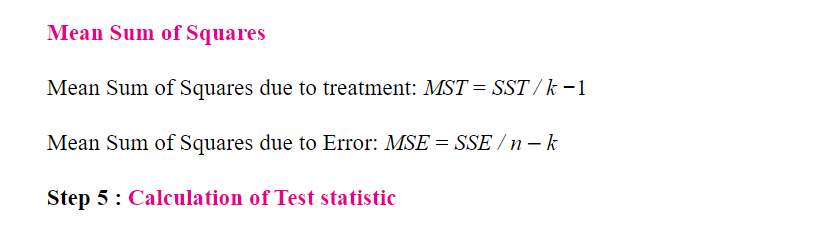 Mean Sum of Squares
Mean Sum of Squares due to treatment: MST = SST / k −1
Mean Sum of Squares due to Error: MSE = SSE / n − k
Step 5 : Calculation of Test statistic